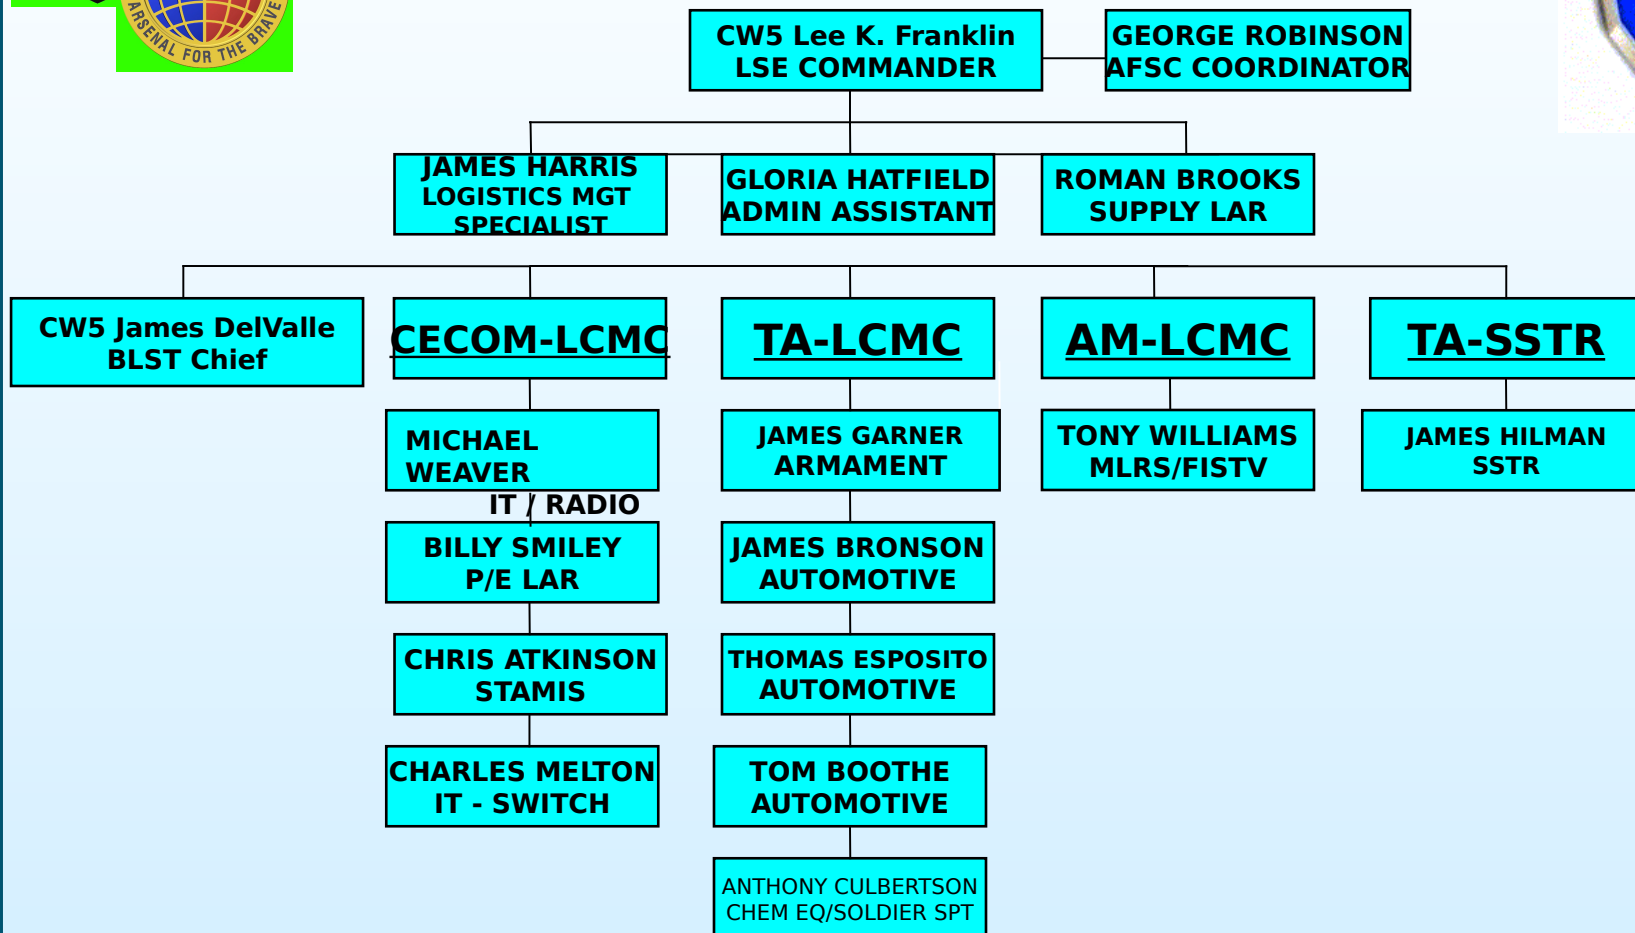 ARSENAL FOR THE BRAVE
CW5 Lee K. Franklin
LSE COMMANDER
GEORGE ROBINSON
AFSC COORDINATOR
JAMES HARRIS
LOGISTICS MGT
SPECIALIST
GLORIA HATFIELD
ADMIN ASSISTANT
ROMAN BROOKS
SUPPLY LAR
CW5 James DelValle
BLST Chief
CECOM-LCMC
TA-LCMC
AM-LCMC
TA-SSTR
MICHAEL
WEAVER
IT / RADIO
JAMES GARNER
ARMAMENT
TONY WILLIAMS
MLRS/FISTV
JAMES HILMAN
SSTR
BILLY SMILEY
P/E LAR
JAMES BRONSON
AUTOMOTIVE
CHRIS ATKINSON
STAMIS
THOMAS ESPOSITO
AUTOMOTIVE
CHARLES MELTON
IT - SWITCH
TOM BOOTHE
AUTOMOTIVE
ANTHONY CULBERTSON
CHEM EQ/SOLDIER SPT